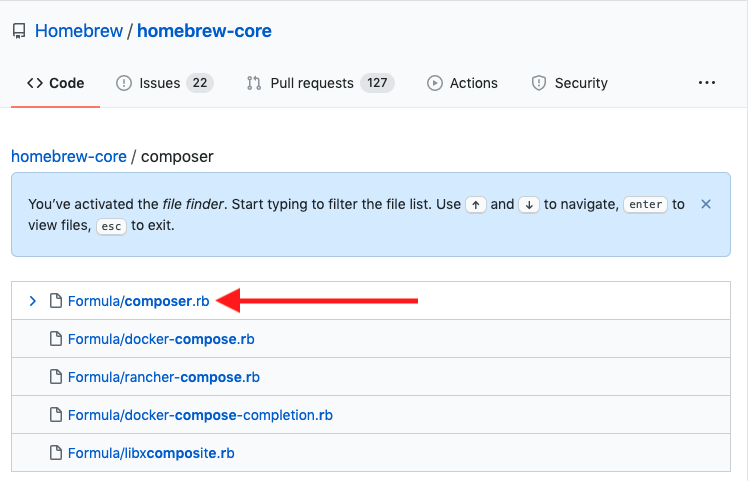 Homebrew / homebrew-core
Code Issues 22 Pull requests 127 Actions Security ...
homebrew-core / composer
You've activated the file finder. Start typing to filter the file list. Use ↑ and ↓ to navigate, enter to
view files, esc to exit.
Formula/composer.rb
Formula/docker-compose.rb
Formula/rancher-compose.rb
Formula/docker-compose-completion.rb
Formula/libxcomposite.rb